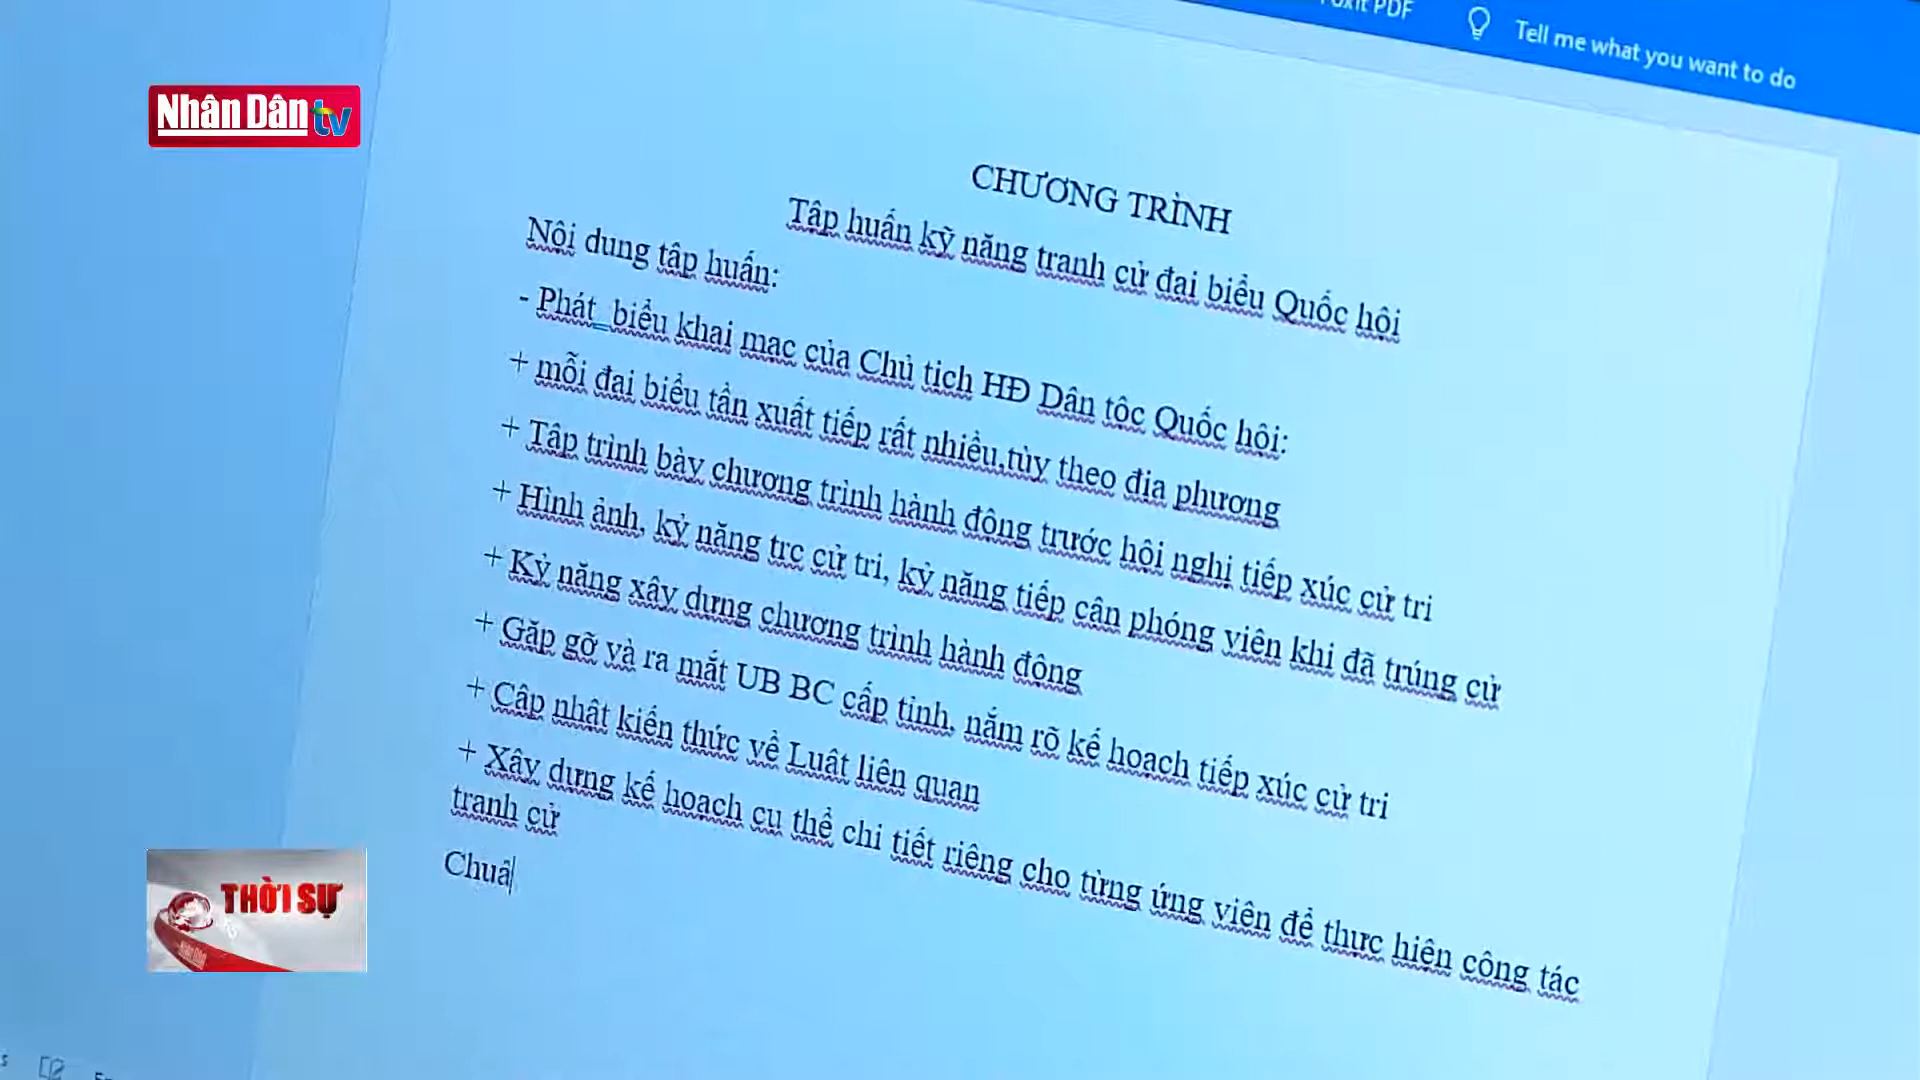 Foxit PDF
Tell me what you want to do
Nhân Dân tv
CHƯƠNG TRÌNH
Tập huấn kỹ năng tranh cử đại biểu Quốc hội
Nội dung tập huấn:
- Phát biểu khai mạc của Chủ tịch HĐ Dân tộc Quốc hội:
+ mỗi đại biểu tần xuất tiếp rất nhiều,tùy theo địa phương
+ Tập trình bày chương trình hành động trước hội nghị tiếp xúc cử tri
+ Hình ảnh, kỷ năng trc cử tri, kỷ năng tiếp cận phóng viên khi đã trúng cử
+ Kỷ năng xây dựng chương trình hành động
+ Gặp gỡ và ra mắt UB BC cấp tỉnh, nắm rõ kế hoạch tiếp xúc cử tri
+ Cập nhật kiến thức về Luật liên quan
+ Xây dựng kế hoạch cụ thể chi tiết riêng cho từng ứng viên để thực hiện công tác
tranh cử
Chuâ
THỜI SỰ